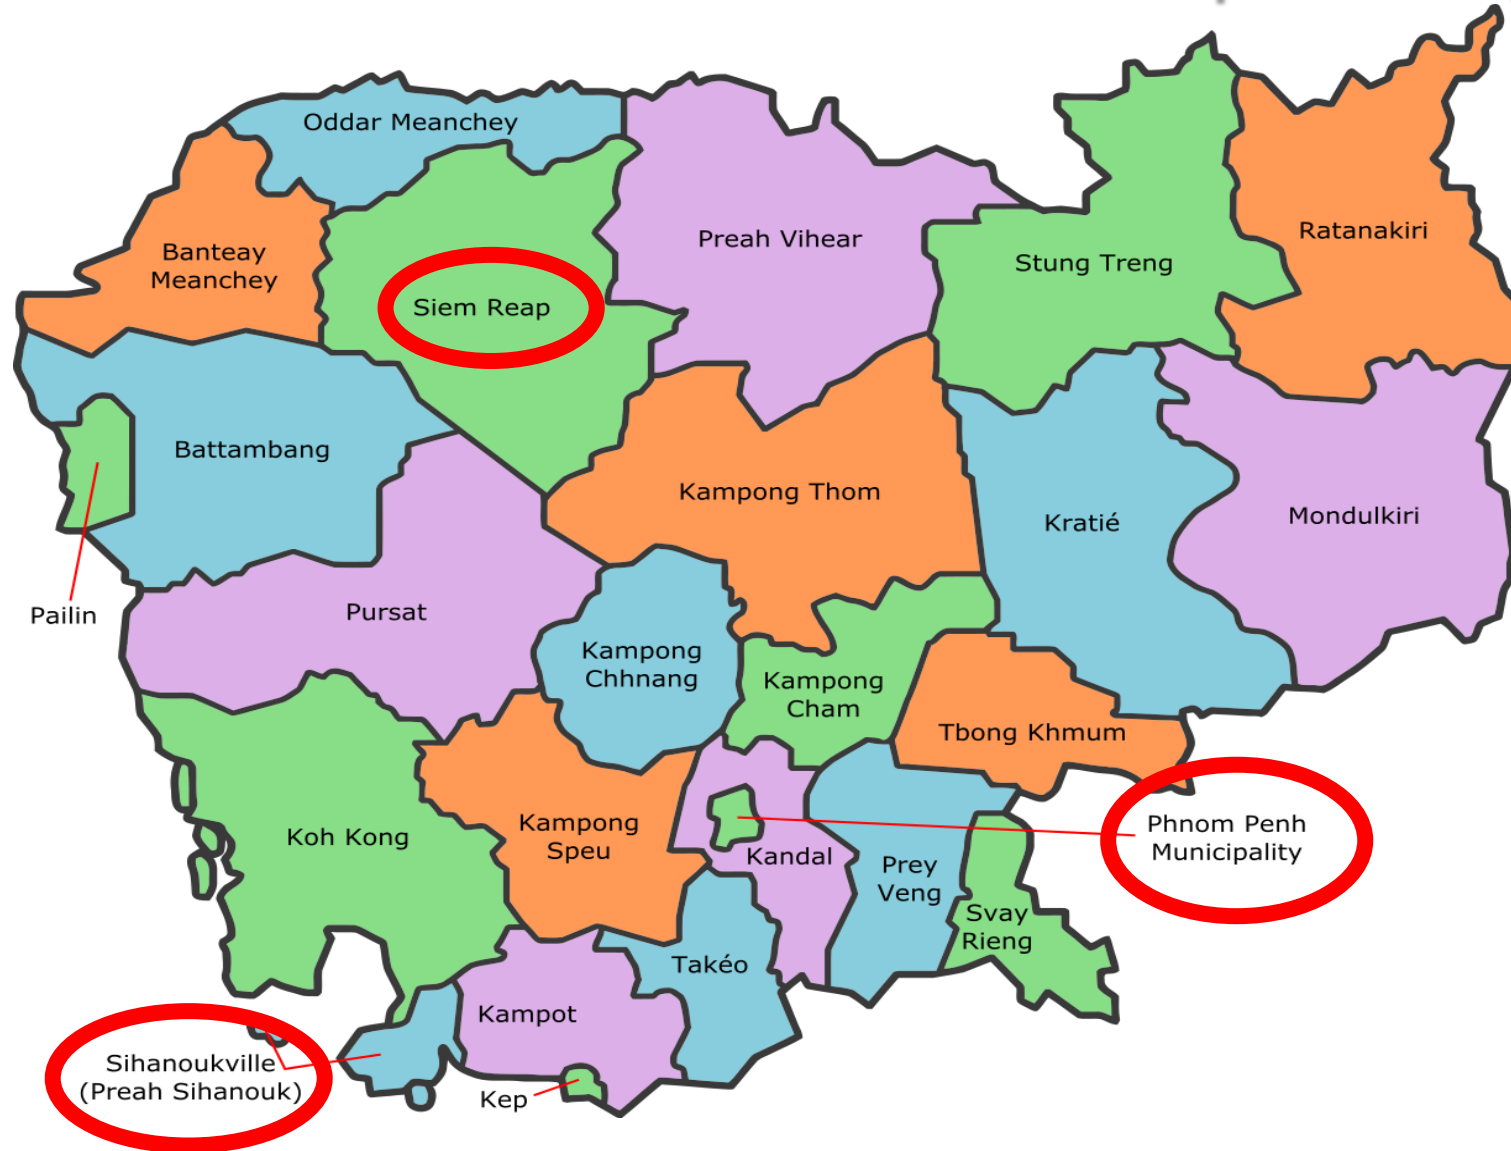 Oddar Meanchey
Banteay
Meanchey
Siem Reap
Preah Vihear
Stung Treng
Ratanakiri
Battambang
Kampong Thom
Kratié
Mondulkiri
Pailin
Pursat
Kampong
Chhnang
Kampong
Cham
Tbong Khmum
Koh Kong
Kampong
Speu
Kandal
Prey
Veng
Phnom Penh
Municipality
Svay
Rieng
Takéo
Kampot
Sihanoukville
(Preah Sihanouk)
Kep